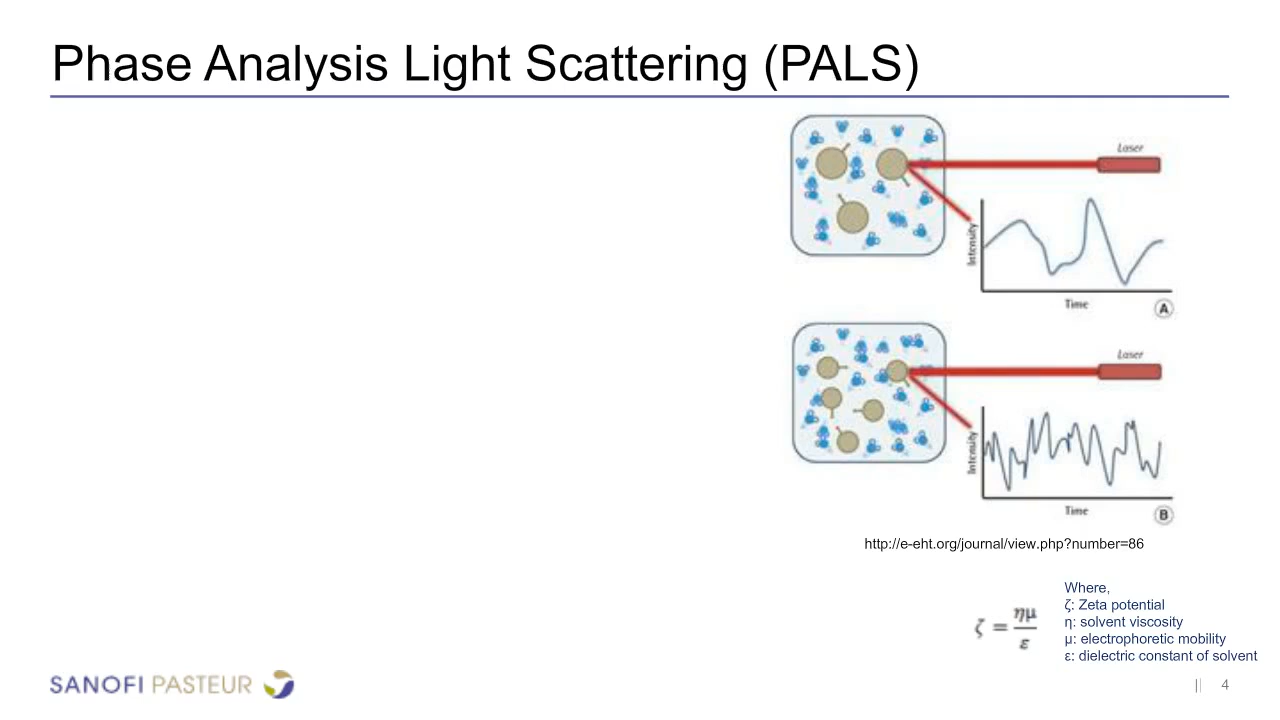 Phase Analysis Light Scattering (PALS)
Laser
Intensity
Time
A
Laser
Intensity
Time
B
http://e-eht.org/journal/view.php?number=86
ζ = ημ / ε
Where,
ζ: Zeta potential
η: solvent viscosity
μ: electrophoretic mobility
ε: dielectric constant of solvent
SANOFI PASTEUR
|| 4